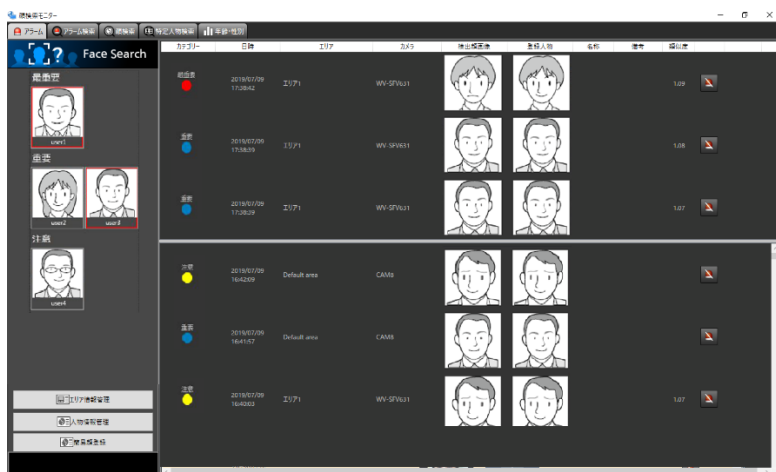 顔検索モニター
アラーム
アラーム検索
顔検索
特定人物検索
年齢・性別
Face Search
最重要
user1
重要
user2
user3
注意
user4
エリア情報管理
人物情報管理
簡易顔登録
カテゴリー 日時 エリア カメラ 検出顔画像 登録人物 名称 備考 類似度
最重要 2019/07/09 17:38:42 エリア1 WV-SFV631 1.09
重要 2019/07/09 17:38:39 エリア1 WV-SFV631 1.08
重要 2019/07/09 17:38:29 エリア1 WV-SFV631 1.07
注意 2019/07/09 16:42:09 Default area CAM8
重要 2019/07/09 16:41:57 Default area CAM8
注意 2019/07/09 16:40:03 エリア1 WV-SFV631 1.07